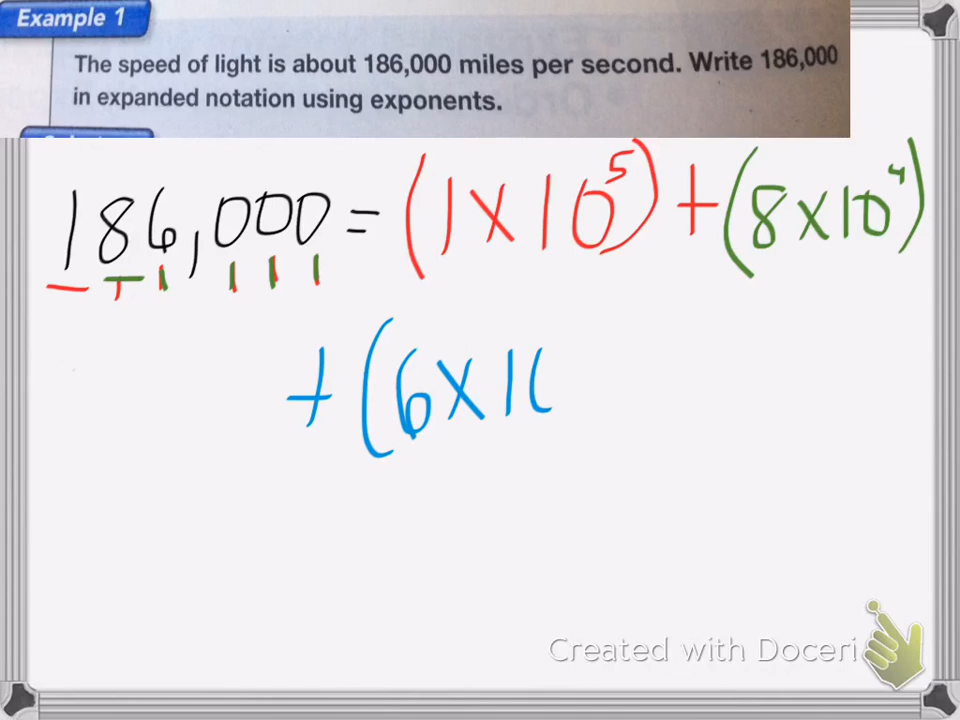 Example 1
The speed of light is about 186,000 miles per second. Write 186,000
in expanded notation using exponents.
186,000 = (1 x 10⁵) + (8 x 10⁴)
+ (6 x 1
Created with Doceri